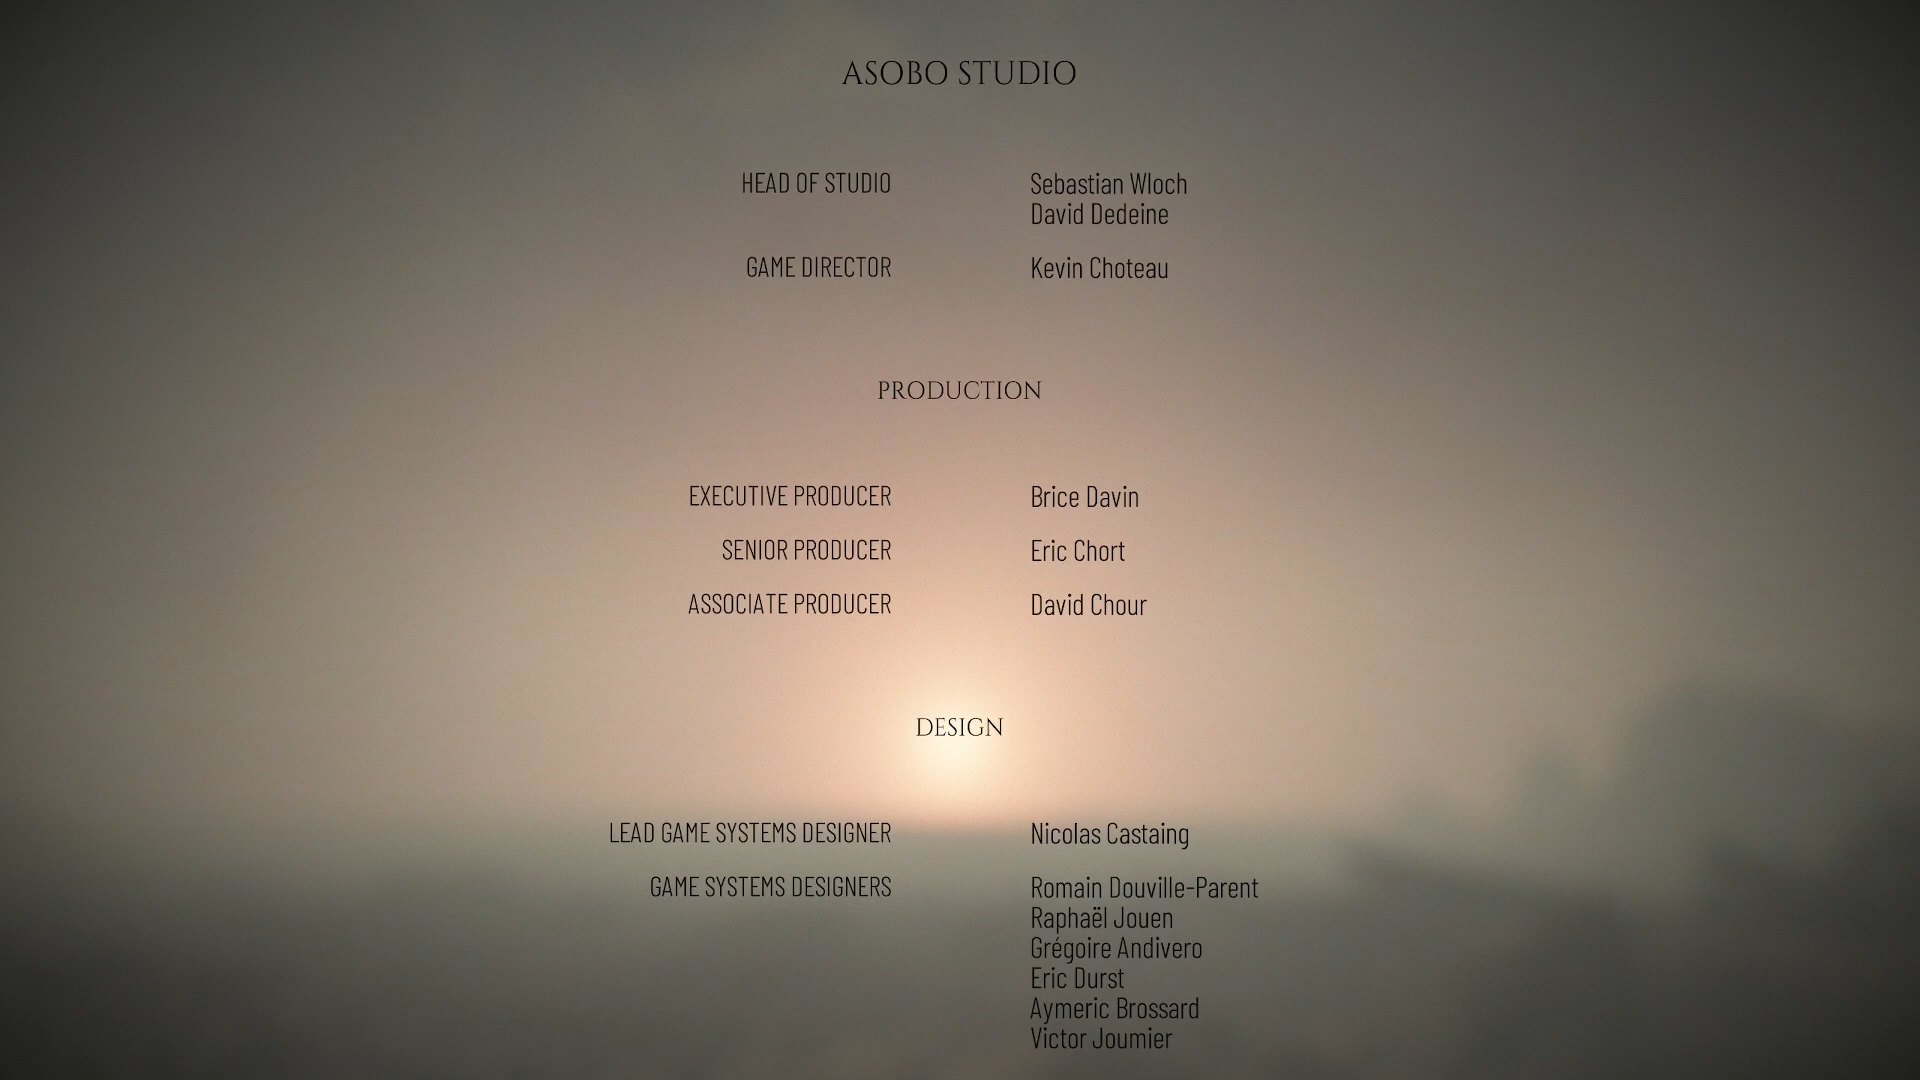 ASOBO STUDIO
HEAD OF STUDIO Sebastian Wloch
David Dedeine
GAME DIRECTOR Kevin Choteau
PRODUCTION
EXECUTIVE PRODUCER Brice Davin
SENIOR PRODUCER Eric Chort
ASSOCIATE PRODUCER David Chour
DESIGN
LEAD GAME SYSTEMS DESIGNER Nicolas Castaing
GAME SYSTEMS DESIGNERS Romain Douville-Parent
Raphaël Jouen
Grégoire Andivero
Eric Durst
Aymeric Brossard
Victor Joumier